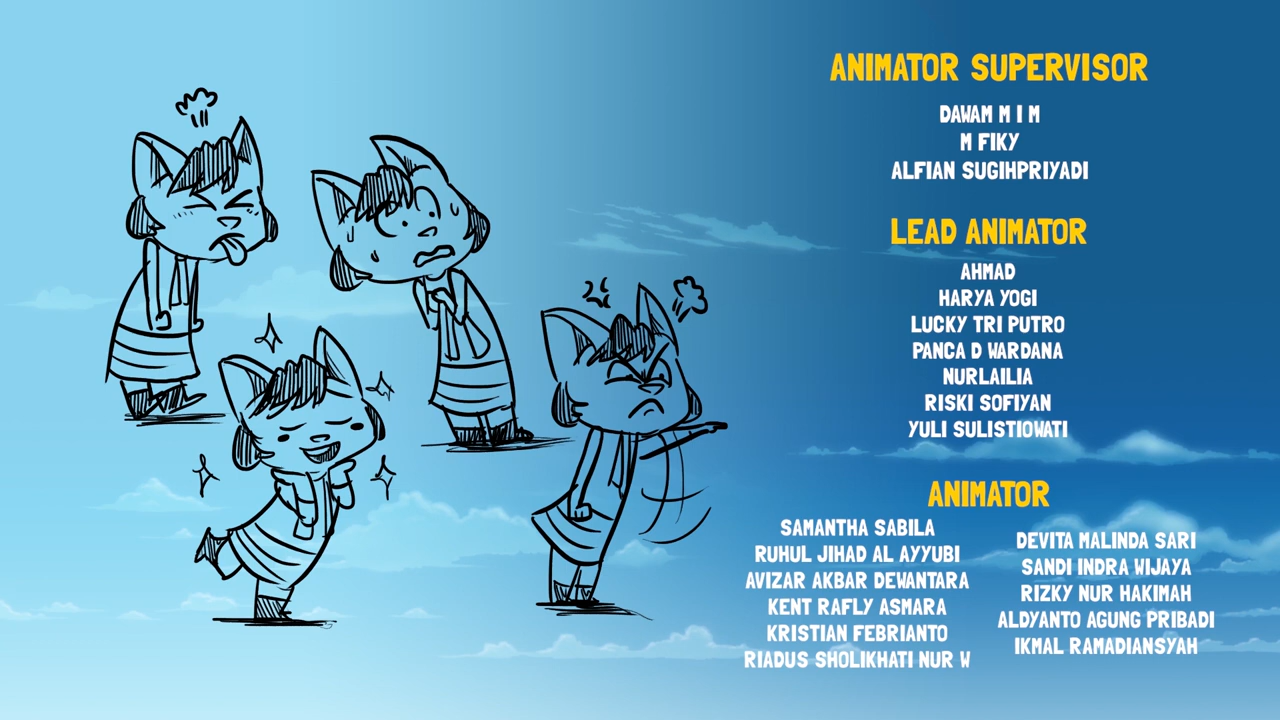 ANIMATOR SUPERVISOR
DAWAM M I M
M FIKY
ALFIAN SUGIHPRIYADI
LEAD ANIMATOR
AHMAD
HARYA YOGI
LUCKY TRI PUTRO
PANCA D WARDANA
NURLAILIA
RISKI SOFIYAN
YULI SULISTIOWATI
ANIMATOR
SAMANTHA SABILA
RUHUL JIHAD AL AYYUBI
AVIZAR AKBAR DEWANTARA
KENT RAFLY ASMARA
KRISTIAN FEBRIANTO
RIADUS SHOLIKHATI NUR W
DEVITA MALINDA SARI
SANDI INDRA WIJAYA
RIZKY NUR HAKIMAH
ALDYANTO AGUNG PRIBADI
IKMAL RAMADIANSYAH